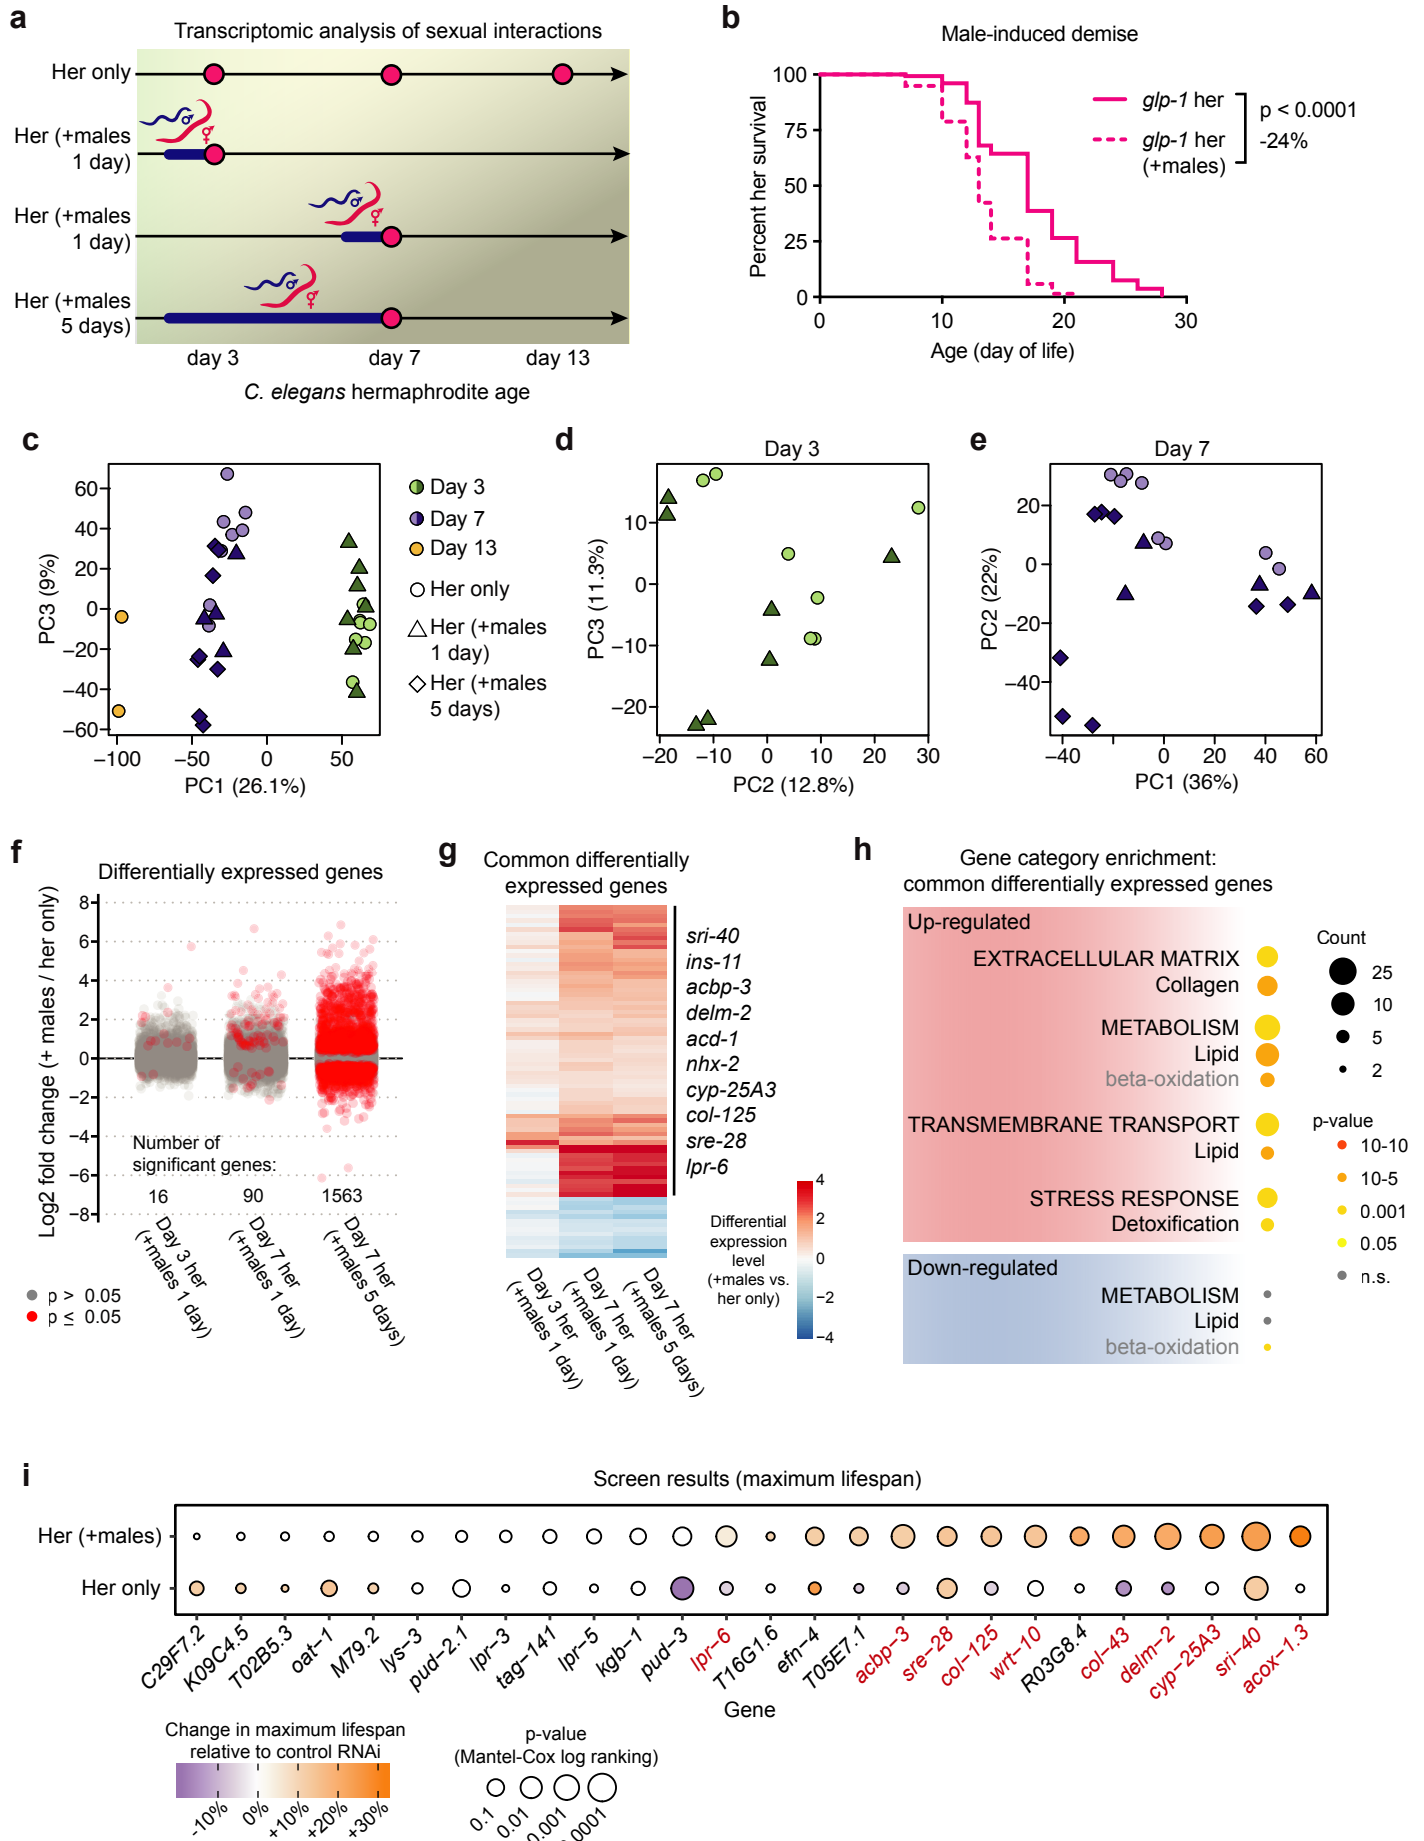 a
Transcriptomic analysis of sexual interactions
Her only
Her (+males
1 day)
Her (+males
1 day)
Her (+males
5 days)
day 3
day 7
day 13
C. elegans hermaphrodite age
b
Male-induced demise
Percent her survival
100
75
50
25
0
0
10
20
30
Age (day of life)
glp-1 her
glp-1 her
(+males)
p < 0.0001
-24%
c
PC3 (9%)
60
40
20
0
−20
−40
−60
−100
−50
0
50
PC1 (26.1%)
Day 3
Day 7
Day 13
Her only
Her (+males
1 day)
Her (+males
5 days)
d
Day 3
PC3 (11.3%)
10
0
−10
−20
−20
−10
0
10
20
30
PC2 (12.8%)
e
Day 7
PC2 (22%)
20
0
−20
−40
−40
0
20
40
60
PC1 (36%)
f
Differentially expressed genes
Log2 fold change (+ males / her only)
8
6
4
2
0
−2
−4
−6
−8
Number of
significant genes:
16
90
1563
Day 3 her
(+males 1 day)
Day 7 her
(+males 1 day)
Day 7 her
(+males 5 days)
p > 0.05
p ≤ 0.05
g
Common differentially
expressed genes
sri-40
ins-11
acbp-3
delm-2
acd-1
nhx-2
cyp-25A3
col-125
sre-28
lpr-6
Day 3 her
(+males 1 day)
Day 7 her
(+males 1 day)
Day 7 her
(+males 5 days)
Differential
expression
level
(+males vs.
her only)
4
2
0
−2
−4
h
Gene category enrichment:
common differentially expressed genes
Up-regulated
EXTRACELLULAR MATRIX
Collagen
METABOLISM
Lipid
beta-oxidation
TRANSMEMBRANE TRANSPORT
Lipid
STRESS RESPONSE
Detoxification
Down-regulated
METABOLISM
Lipid
beta-oxidation
Count
25
10
5
2
p-value
10-10
10-5
0.001
0.05
n.s.
i
Screen results (maximum lifespan)
Her (+males)
Her only
C29F7.2
K09C4.5
T02B5.3
oat−1
M79.2
lys−3
pud−2.1
lpr−3
tag−141
lpr−5
kgb−1
pud−3
lpr−6
T16G1.6
efn−4
T05E7.1
acbp−3
sre−28
col−125
wrt−10
R03G8.4
col−43
delm−2
cyp−25A3
sri−40
acox−1.3
Gene
Change in maximum lifespan
relative to control RNAi
-10%
0%
+10%
+20%
+30%
p-value
(Mantel-Cox log ranking)
0.1
0.01
0.001